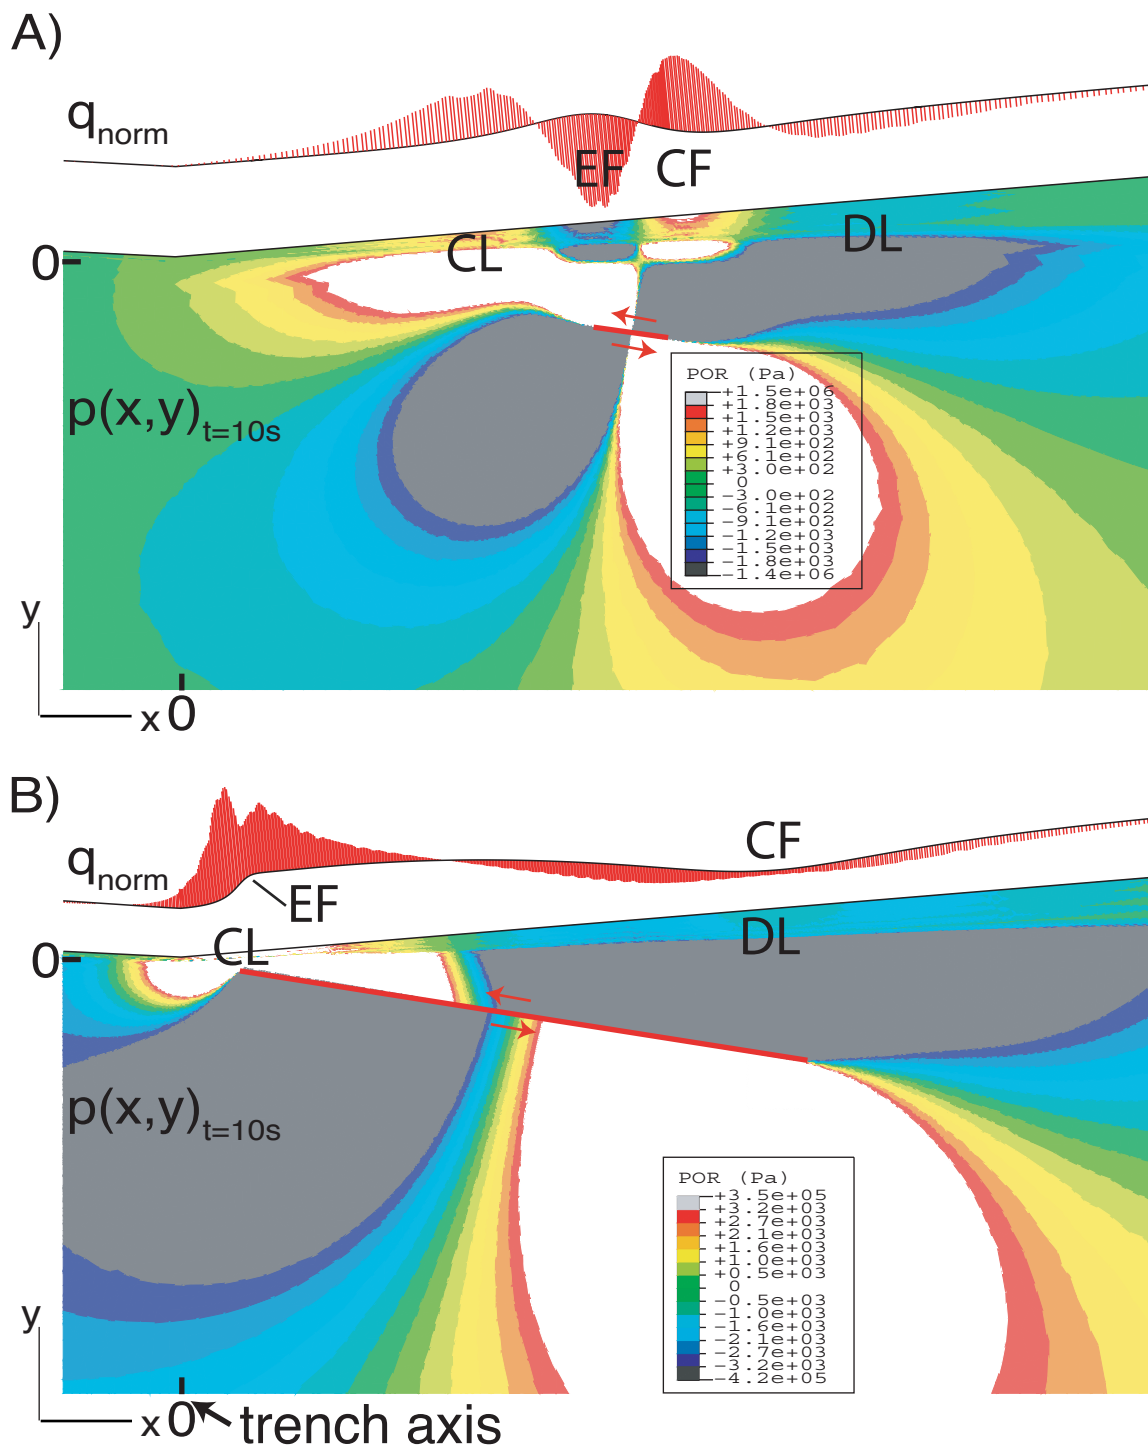 A)
q_norm
EF CF
CL DL
0
POR (Pa)
+1.5e+06
+1.8e+03
+1.5e+03
+1.2e+03
+9.1e+02
+6.1e+02
+3.0e+02
0
-3.0e+02
-6.1e+02
-9.1e+02
-1.2e+03
-1.5e+03
-1.8e+03
-1.4e+06
p(x,y)_t=10s
y
x 0
B)
q_norm
CF
EF
CL DL
0
p(x,y)_t=10s
POR (Pa)
+3.5e+05
+3.2e+03
+2.7e+03
+2.1e+03
+1.6e+03
+1.0e+03
+0.5e+03
0
-0.5e+03
-1.0e+03
-1.6e+03
-2.1e+03
-2.7e+03
-3.2e+03
-4.2e+05
y
x 0 trench axis